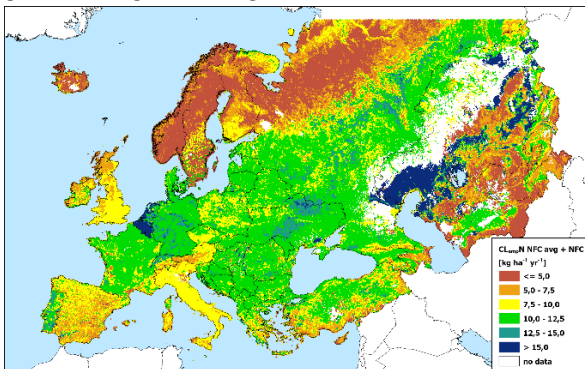 CLempN NFC avg + NFC
[kg ha⁻¹ yr⁻¹]
<= 5,0
5,0 - 7,5
7,5 - 10,0
10,0 - 12,5
12,5 - 15,0
> 15,0
no data